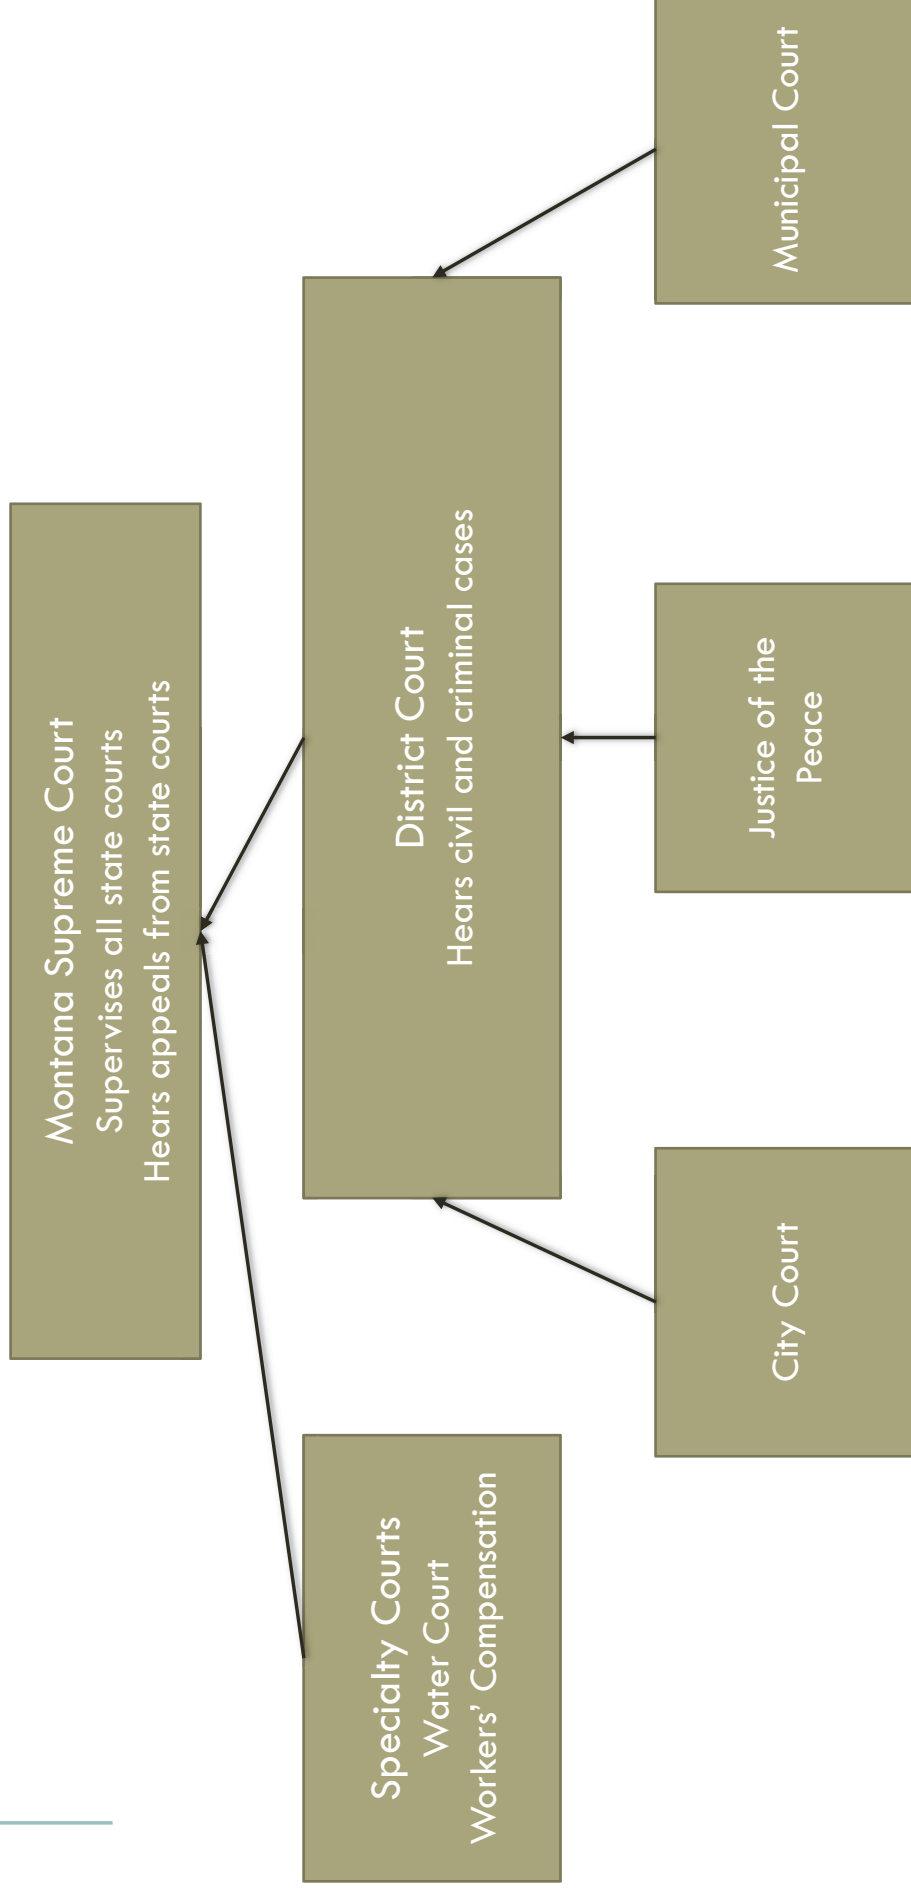 Montana Supreme Court
Supervises all state courts
Hears appeals from state courts
Specialty Courts
Water Court
Workers’ Compensation
District Court
Hears civil and criminal cases
City Court
Justice of the
Peace
Municipal Court